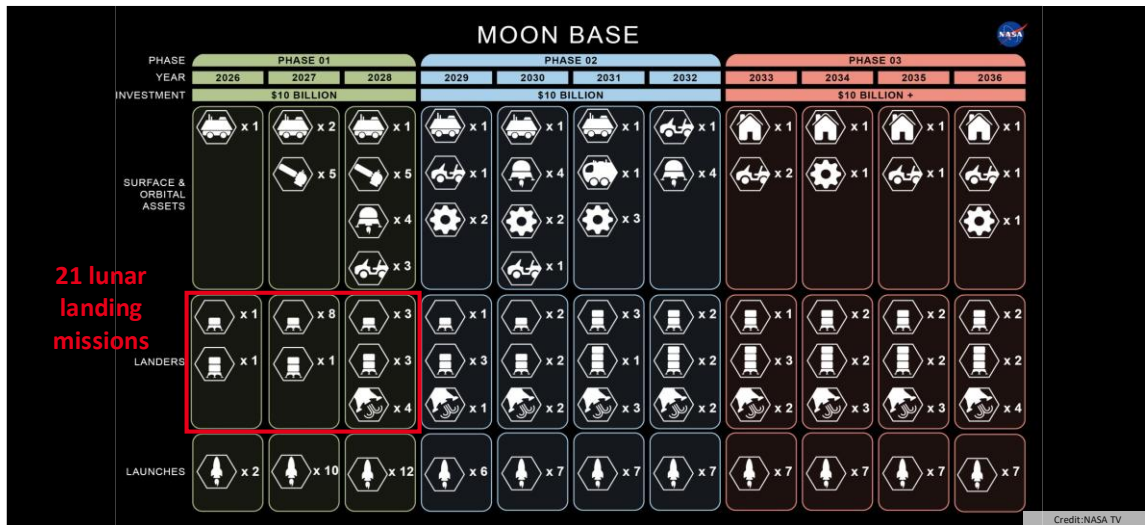 MOON BASE
NASA
PHASE PHASE 01 PHASE 02 PHASE 03
YEAR 2026 2027 2028 2029 2030 2031 2032 2033 2034 2035 2036
INVESTMENT $10 BILLION $10 BILLION $10 BILLION +
x 1 x 2 x 1 x 1 x 1 x 1 x 1 x 1 x 1 x 1 x 1
x 5 x 5 x 1 x 4 x 1 x 4 x 2 x 1 x 1 x 1
SURFACE &
ORBITAL
ASSETS
x 4 x 2 x 2 x 3 x 1
x 3 x 1
21 lunar
landing
missions
x 1 x 8 x 3 x 1 x 2 x 3 x 2 x 1 x 2 x 2 x 2
LANDERS x 1 x 1 x 3 x 3 x 2 x 1 x 2 x 3 x 2 x 2 x 2
x 4 x 1 x 2 x 3 x 2 x 2 x 3 x 3 x 4
LAUNCHES x 2 x 10 x 12 x 6 x 7 x 7 x 7 x 7 x 7 x 7 x 7
Credit:NASA TV